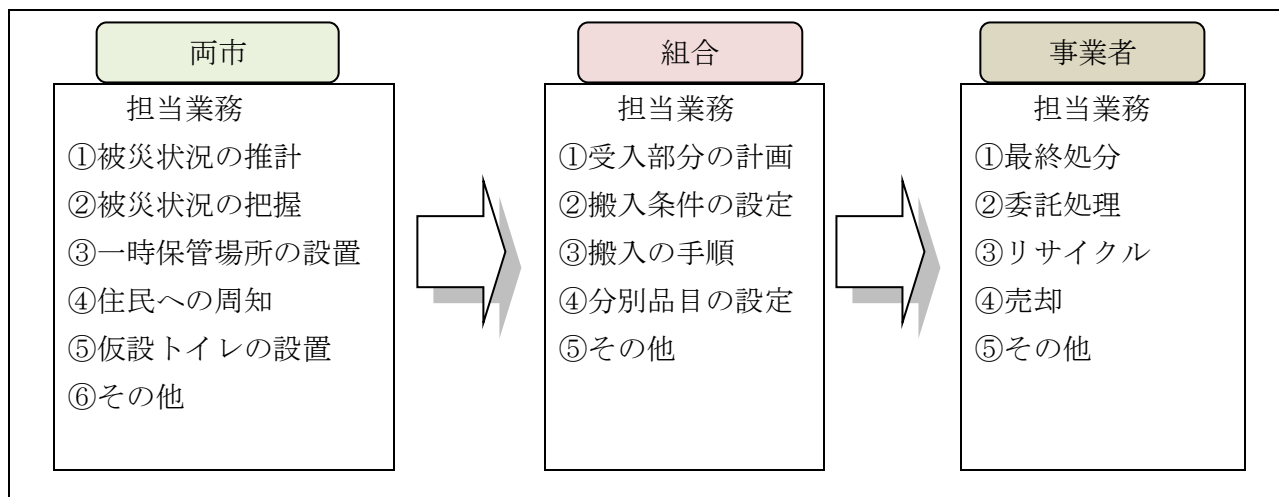 両市
担当業務
①被災状況の推計
②被災状況の把握
③一時保管場所の設置
④住民への周知
⑤仮設トイレの設置
⑥その他
組合
担当業務
①受入部分の計画
②搬入条件の設定
③搬入の手順
④分別品目の設定
⑤その他
事業者
担当業務
①最終処分
②委託処理
③リサイクル
④売却
⑤その他